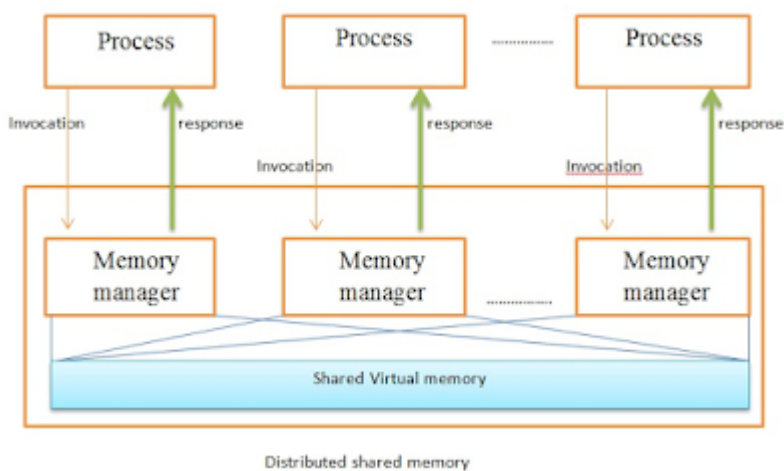 Process
Process
Process
Invocation
response
Invocation
response
Invocation
response
Memory
manager
Memory
manager
Memory
manager
Shared Virtual memory
Distributed shared memory